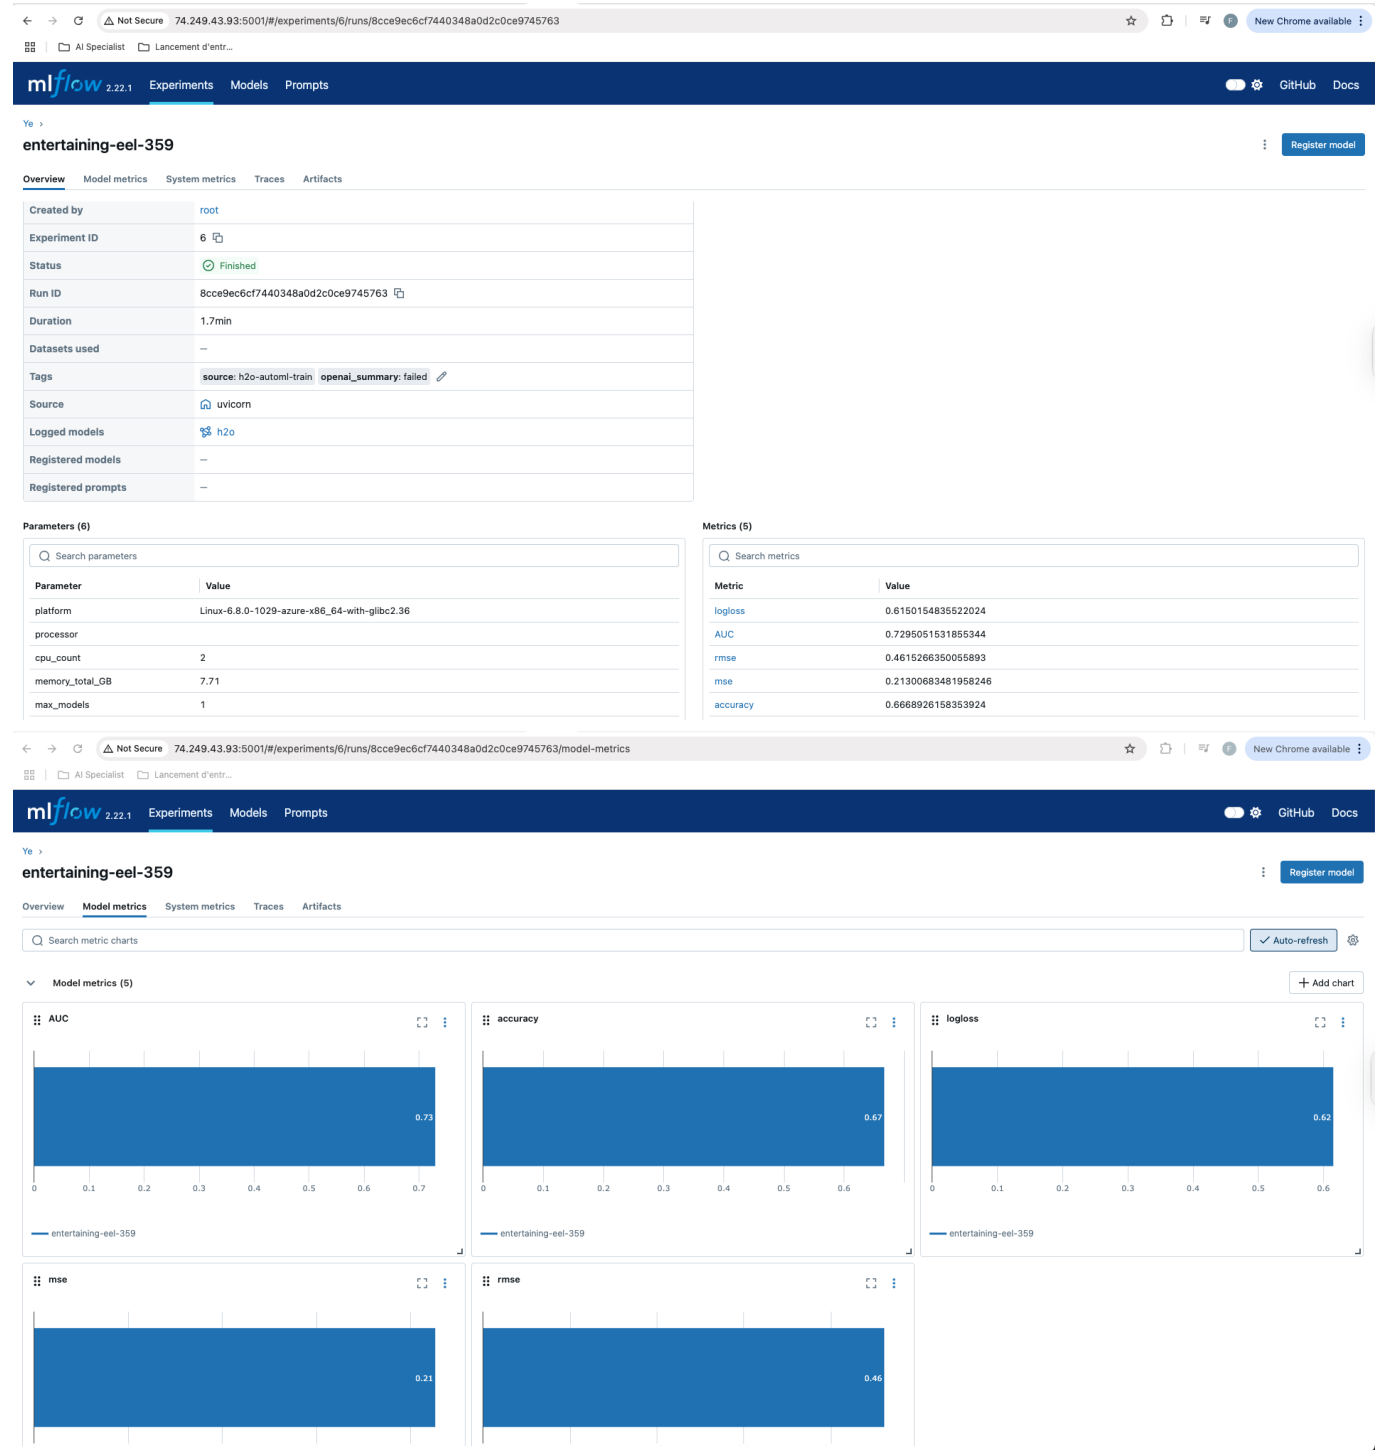 Not Secure 74.249.43.93:5001/#/experiments/6/runs/8cce9ec6cf7440348a0d2c0ce9745763 F New Chrome available
AI Specialist Lancement d'entr...
mlflow 2.22.1 Experiments Models Prompts GitHub Docs
Ye ›
entertaining-eel-359 Register model
Overview Model metrics System metrics Traces Artifacts
Created by root
Experiment ID 6
Status Finished
Run ID 8cce9ec6cf7440348a0d2c0ce9745763
Duration 1.7min
Datasets used —
Tags source: h2o-automl-train openai_summary: failed
Source uvicorn
Logged models h2o
Registered models —
Registered prompts —
Parameters (6) Metrics (5)
Search parameters Search metrics
Parameter Value Metric Value
platform Linux-6.8.0-1029-azure-x86_64-with-glibc2.36 logloss 0.6150154835522024
processor AUC 0.7295051531855344
cpu_count 2 rmse 0.4615266350055893
memory_total_GB 7.71 mse 0.21300683481958246
max_models 1 accuracy 0.6668926158353924
Not Secure 74.249.43.93:5001/#/experiments/6/runs/8cce9ec6cf7440348a0d2c0ce9745763/model-metrics F New Chrome available
AI Specialist Lancement d'entr...
mlflow 2.22.1 Experiments Models Prompts GitHub Docs
Ye ›
entertaining-eel-359 Register model
Overview Model metrics System metrics Traces Artifacts
Search metric charts Auto-refresh
Model metrics (5) + Add chart
AUC accuracy logloss
0.73 0.67 0.62
0 0.1 0.2 0.3 0.4 0.5 0.6 0.7 0 0.1 0.2 0.3 0.4 0.5 0.6 0 0.1 0.2 0.3 0.4 0.5 0.6
entertaining-eel-359 entertaining-eel-359 entertaining-eel-359
mse rmse
0.21 0.46